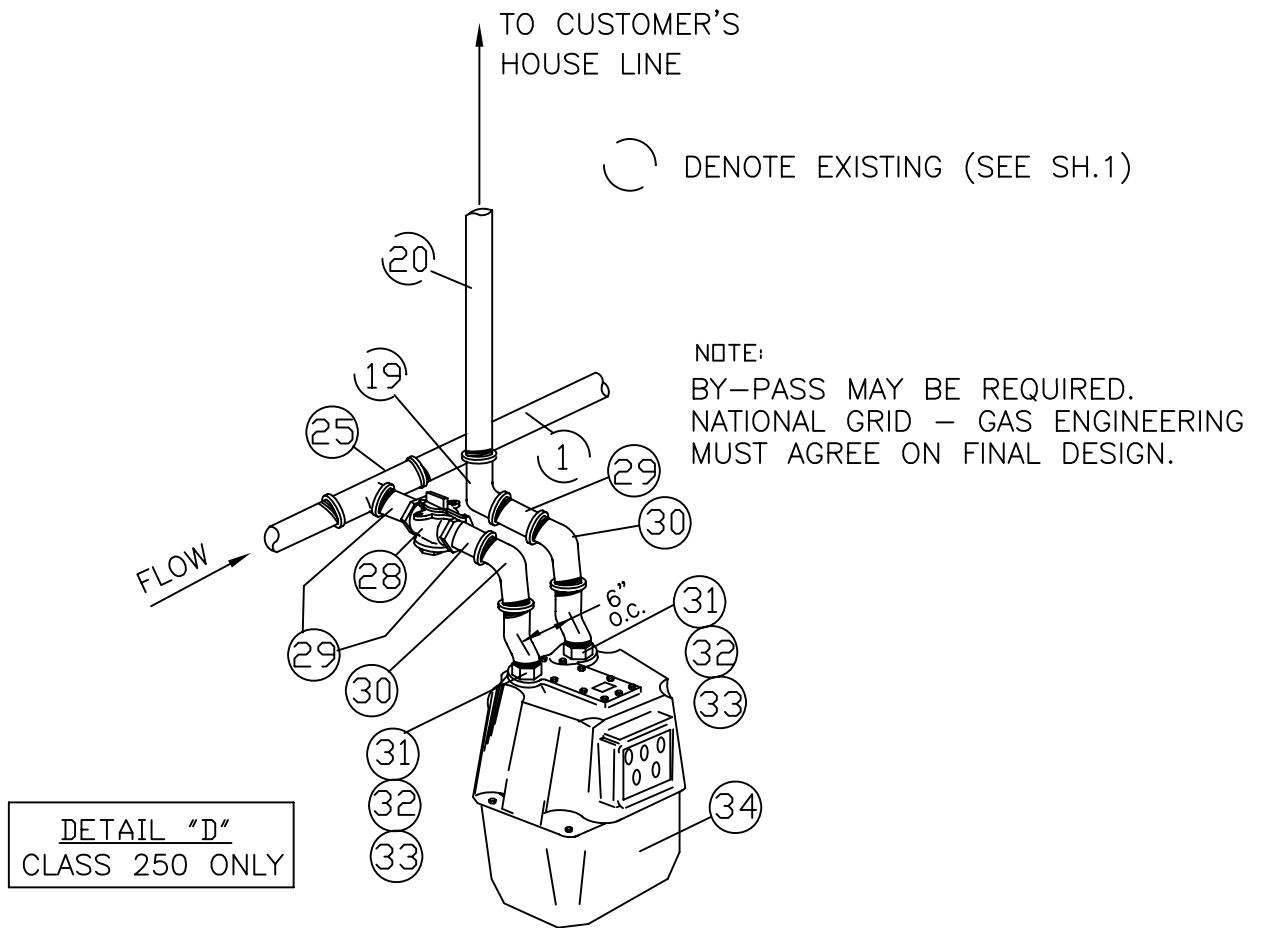 TO CUSTOMER'S
HOUSE LINE
DENOTE EXISTING (SEE SH.1)
20
NOTE:
BY-PASS MAY BE REQUIRED.
NATIONAL GRID - GAS ENGINEERING
MUST AGREE ON FINAL DESIGN.
19
25
1
29
30
FLOW
28
29
30
6"
O.C.
31
32
33
31
32
33
34
DETAIL "D"
CLASS 250 ONLY